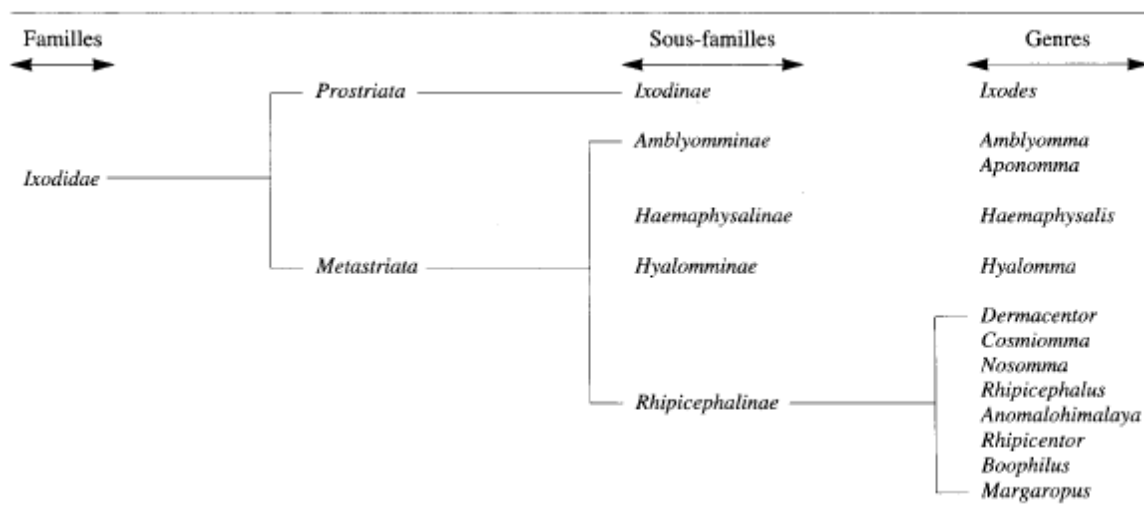 Familles Sous-familles Genres
Prostriata Ixodinae Ixodes
Amblyomminae Amblyomma
Aponomma
Ixodidae
Haemaphysalinae Haemaphysalis
Metastriata Hyalomminae Hyalomma
Dermacentor
Cosmiomma
Nosomma
Rhipicephalinae Rhipicephalus
Anomalohimalaya
Rhipicentor
Boophilus
Margaropus